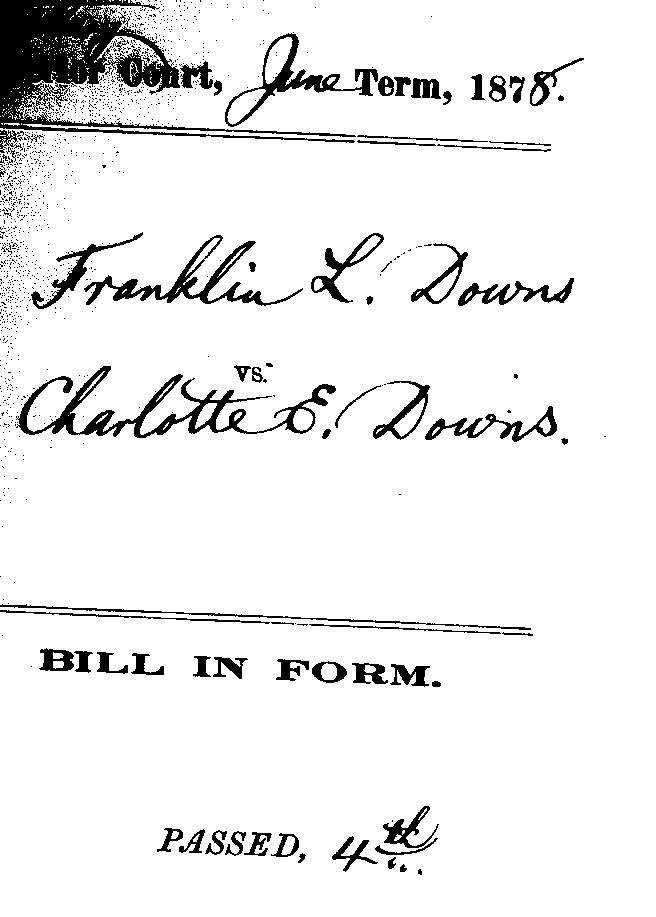 Court, June Term, 1878.
Franklin L. Downs
vs.
Charlotte E. Downs.
BILL IN FORM.
PASSED, 4th